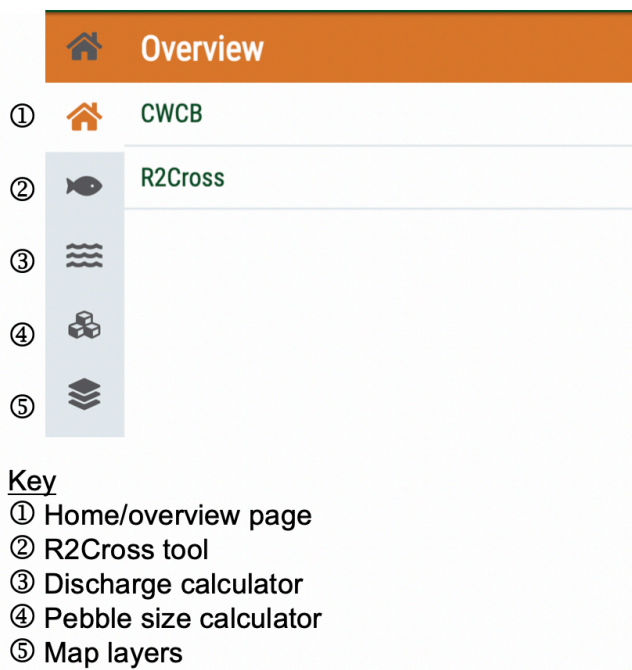 Overview
① CWCB
② R2Cross
③
④
⑤
Key
① Home/overview page
② R2Cross tool
③ Discharge calculator
④ Pebble size calculator
⑤ Map layers